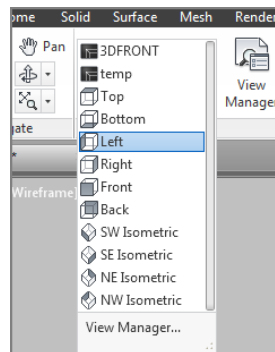 ome Solid Surface Mesh Render
Pan
3DFRONT
temp
Top
Bottom
Left
Right
Front
Back
SW Isometric
SE Isometric
NE Isometric
NW Isometric
View Manager...
View
Manager
gate
Wireframe